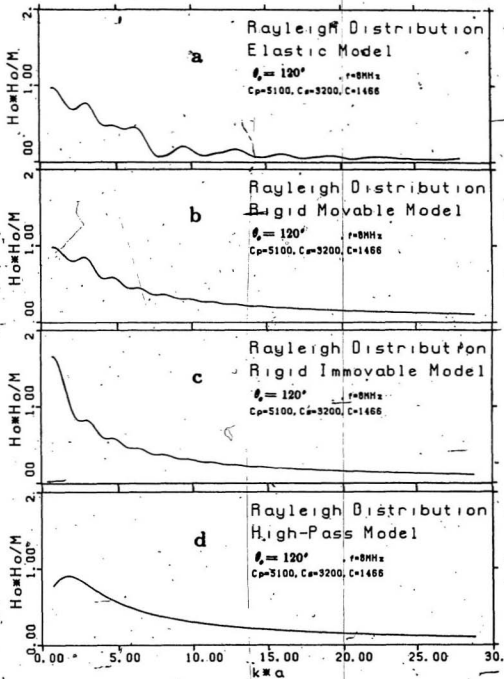 2.
Rayleigh Distribution
Elastic Model
a
θ₀ = 120° , f=8MHz
Cp=5100, Cs=3200, C=1466
Ho*Ho/M
1.00
.00
Rayleigh Distribution
Rigid Movable Model
b
θ₀ = 120° , f=8MHz
Cp=5100, Cs=3200, C=1466
Ho*Ho/M
2.
1.00
.00
Rayleigh Distribution
Rigid Immovable Model
c
θ₀ = 120° , f=8MHz
Cp=5100, Cs=3200, C=1466
Ho*Ho/M
2.
1.00
.00
Rayleigh Distribution
High-Pass Model
d
θ₀ = 120° , f=8MHz
Cp=5100, Cs=3200, C=1466
Ho*Ho/M
2.
1.00
.00
0.00 5.00 10.00 15.00 20.00 25.00 30.
k*a